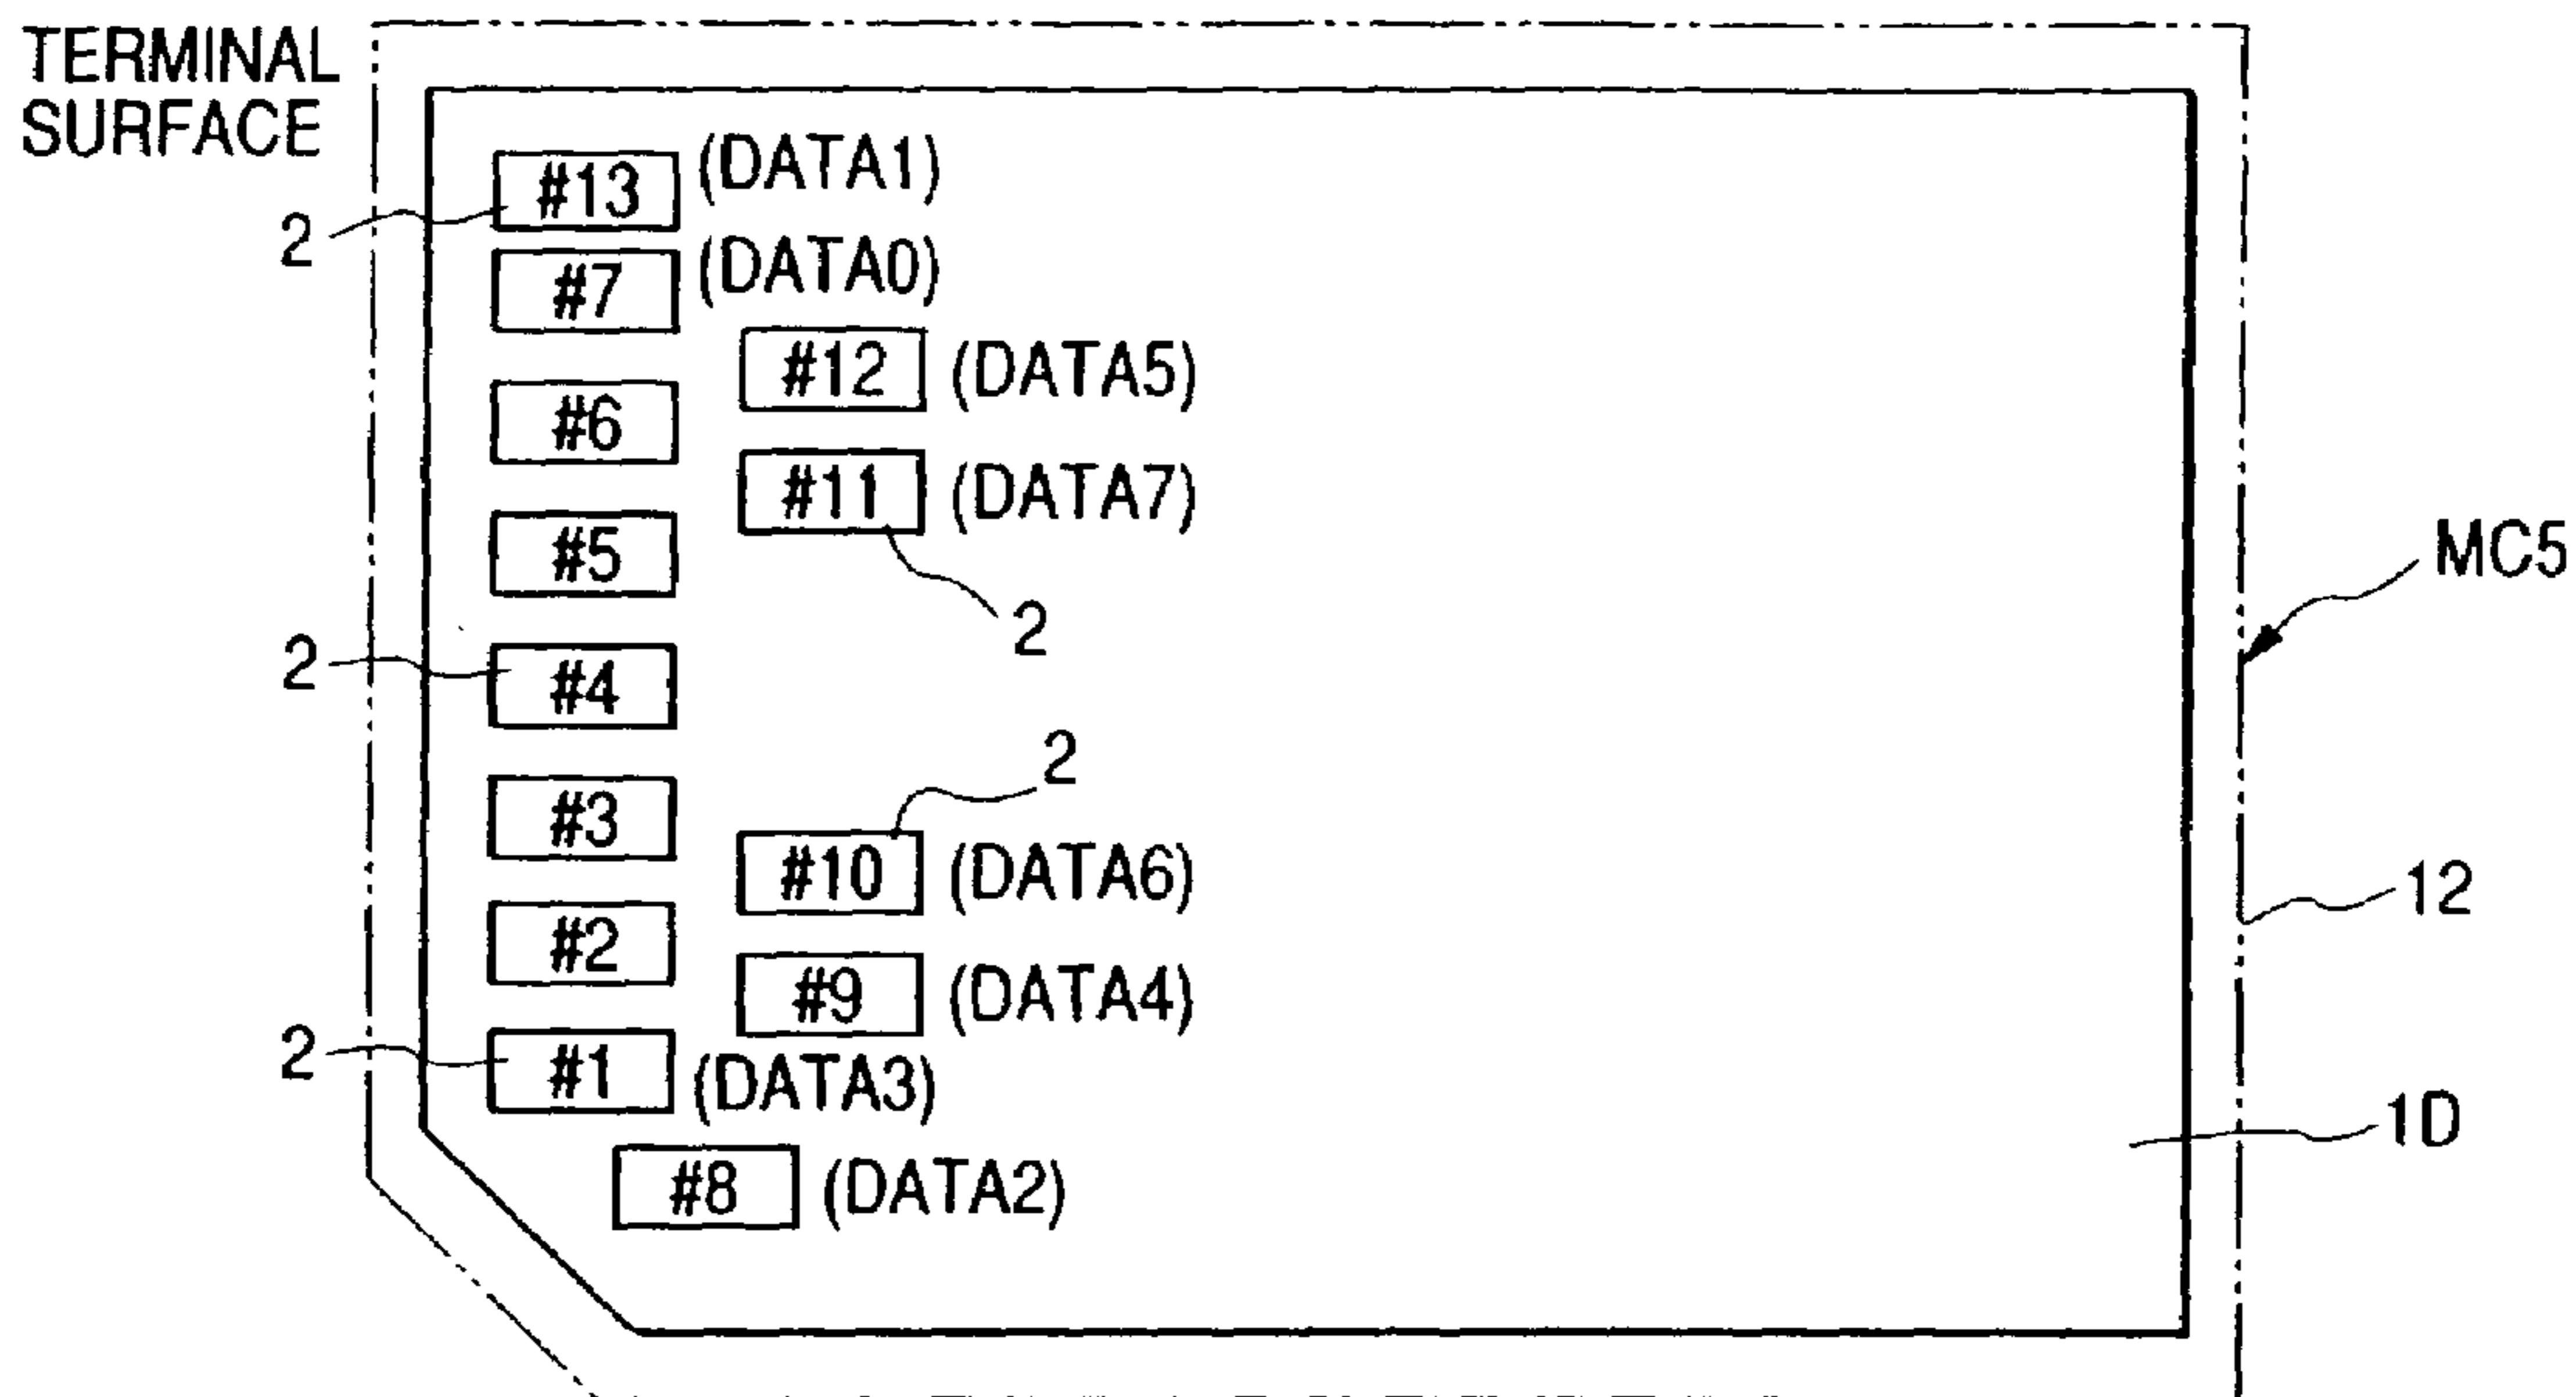 TERMINAL
SURFACE
#13 (DATA1)
2
#7 (DATA0)
#12 (DATA5)
#6
#11 (DATA7)
#5
MC5
2
2
#4
2
#3
#10 (DATA6)
12
#2
#9 (DATA4)
2
#1 (DATA3)
1D
#8 (DATA2)